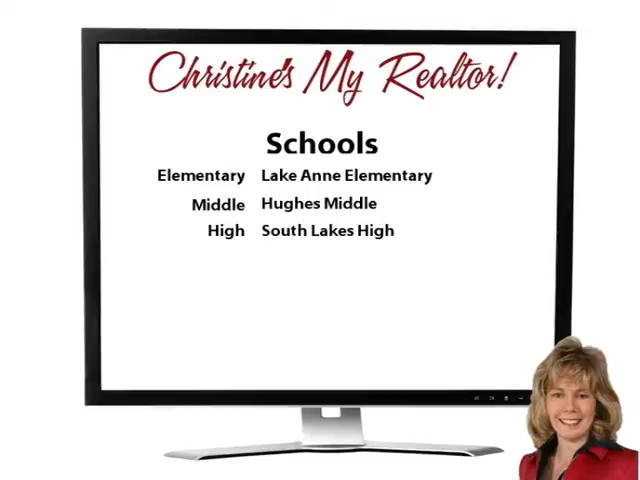 Christine's My Realtor!
Schools
Elementary Lake Anne Elementary
Middle Hughes Middle
High South Lakes High